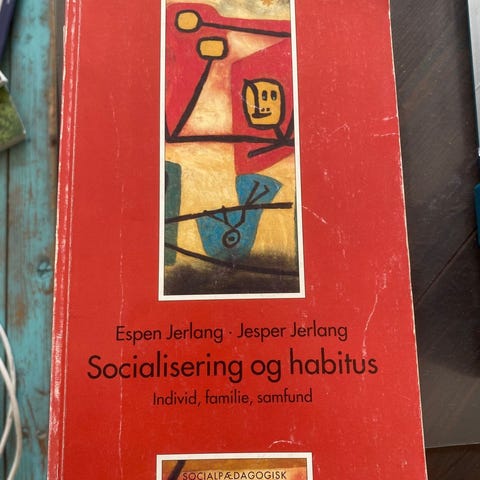 Espen Jerlang · Jesper Jerlang
Socialisering og habitus
Individ, familie, samfund
SOCIALPÆDAGOGISK